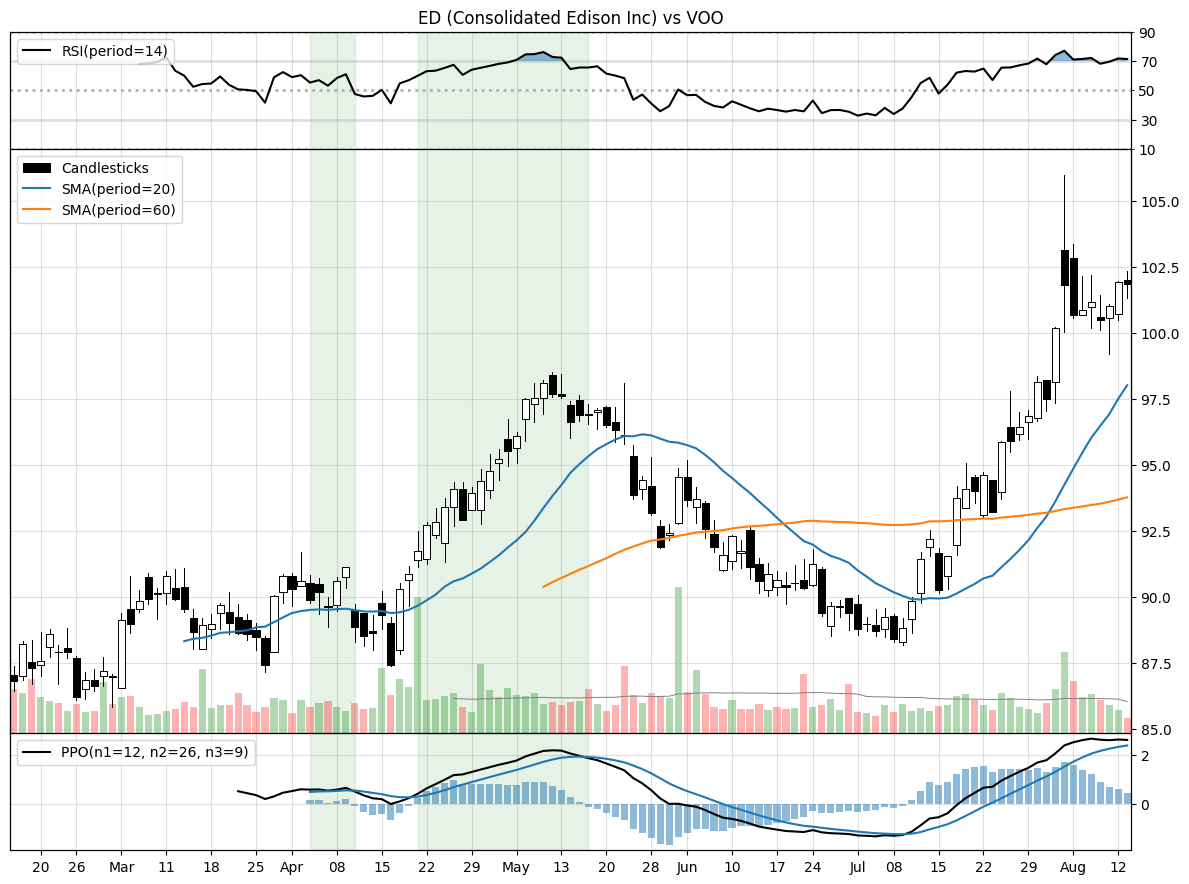 ED (Consolidated Edison Inc) vs VOO
RSI(period=14)
90
70
50
30
10
Candlesticks
SMA(period=20)
SMA(period=60)
105.0
102.5
100.0
97.5
95.0
92.5
90.0
87.5
85.0
PPO(n1=12, n2=26, n3=9)
2
0
20 26 Mar 11 18 25 Apr 08 15 22 29 May 13 20 28 Jun 10 17 24 Jul 08 15 22 29 Aug 12